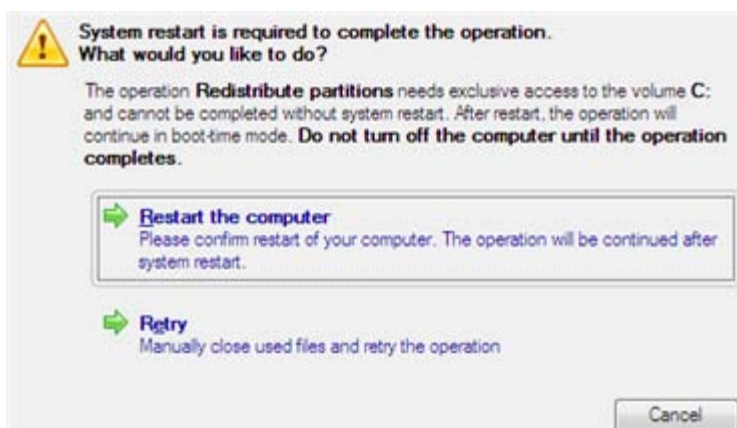 System restart is required to complete the operation.
What would you like to do?
The operation Redistribute partitions needs exclusive access to the volume C:
and cannot be completed without system restart. After restart, the operation will
continue in boot-time mode. Do not turn off the computer until the operation
completes.
Restart the computer
Please confirm restart of your computer. The operation will be continued after
system restart.
Retry
Manually close used files and retry the operation
Cancel